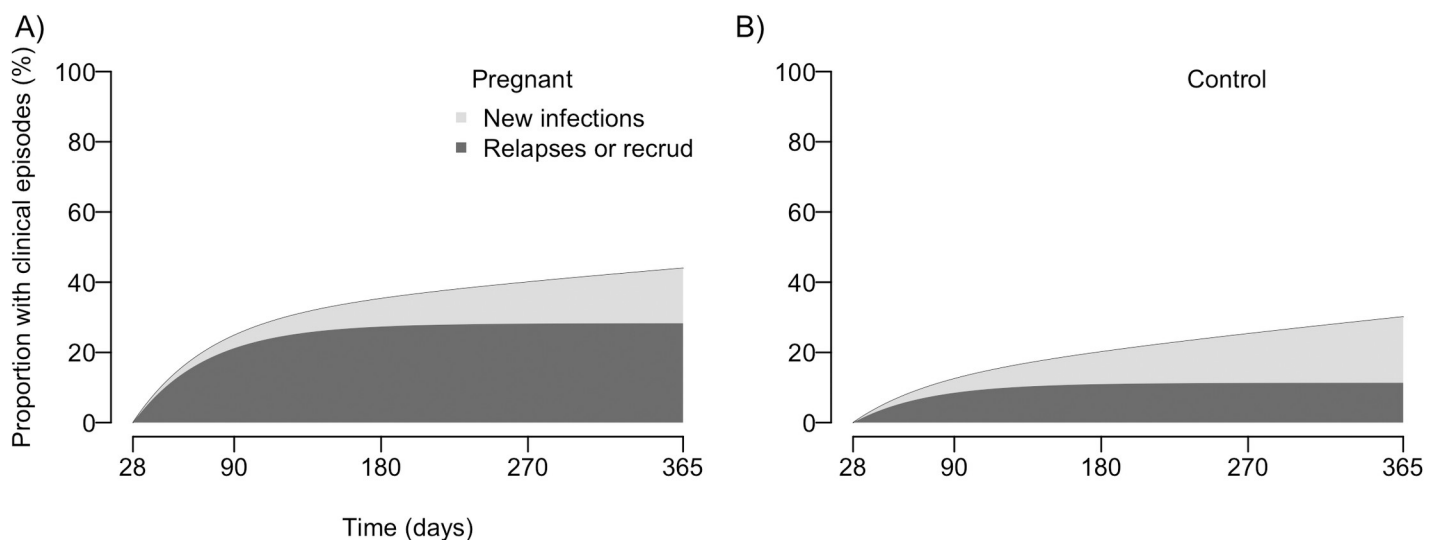 A)
Proportion with clinical episodes (%)
100
80
60
40
20
0
Pregnant
New infections
Relapses or recrud
28 90 180 270 365
Time (days)
B)
100
80
60
40
20
0
Control
28 90 180 270 365